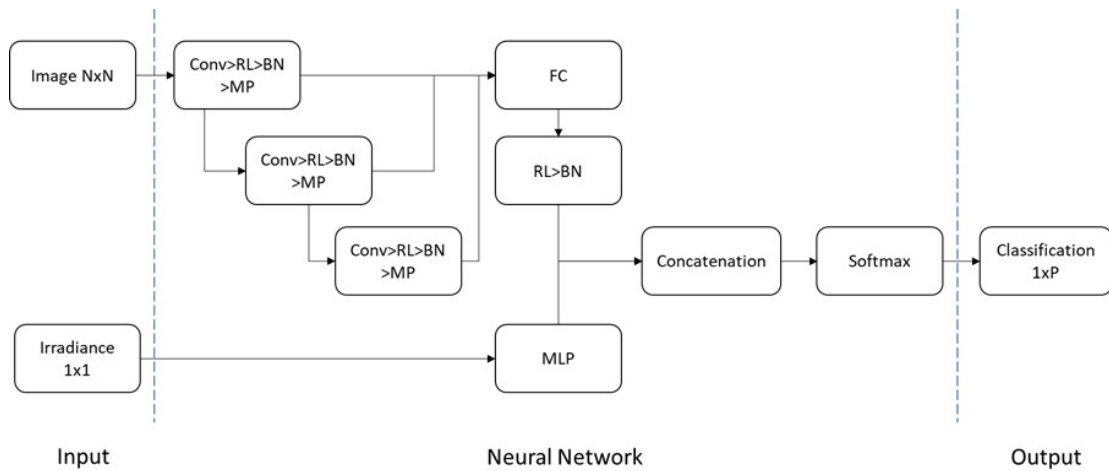 Image NxN
Conv>RL>BN
>MP
FC
Conv>RL>BN
>MP
RL>BN
Conv>RL>BN
>MP
Concatenation
Softmax
Classification
1xP
Irradiance
1x1
MLP
Input
Neural Network
Output